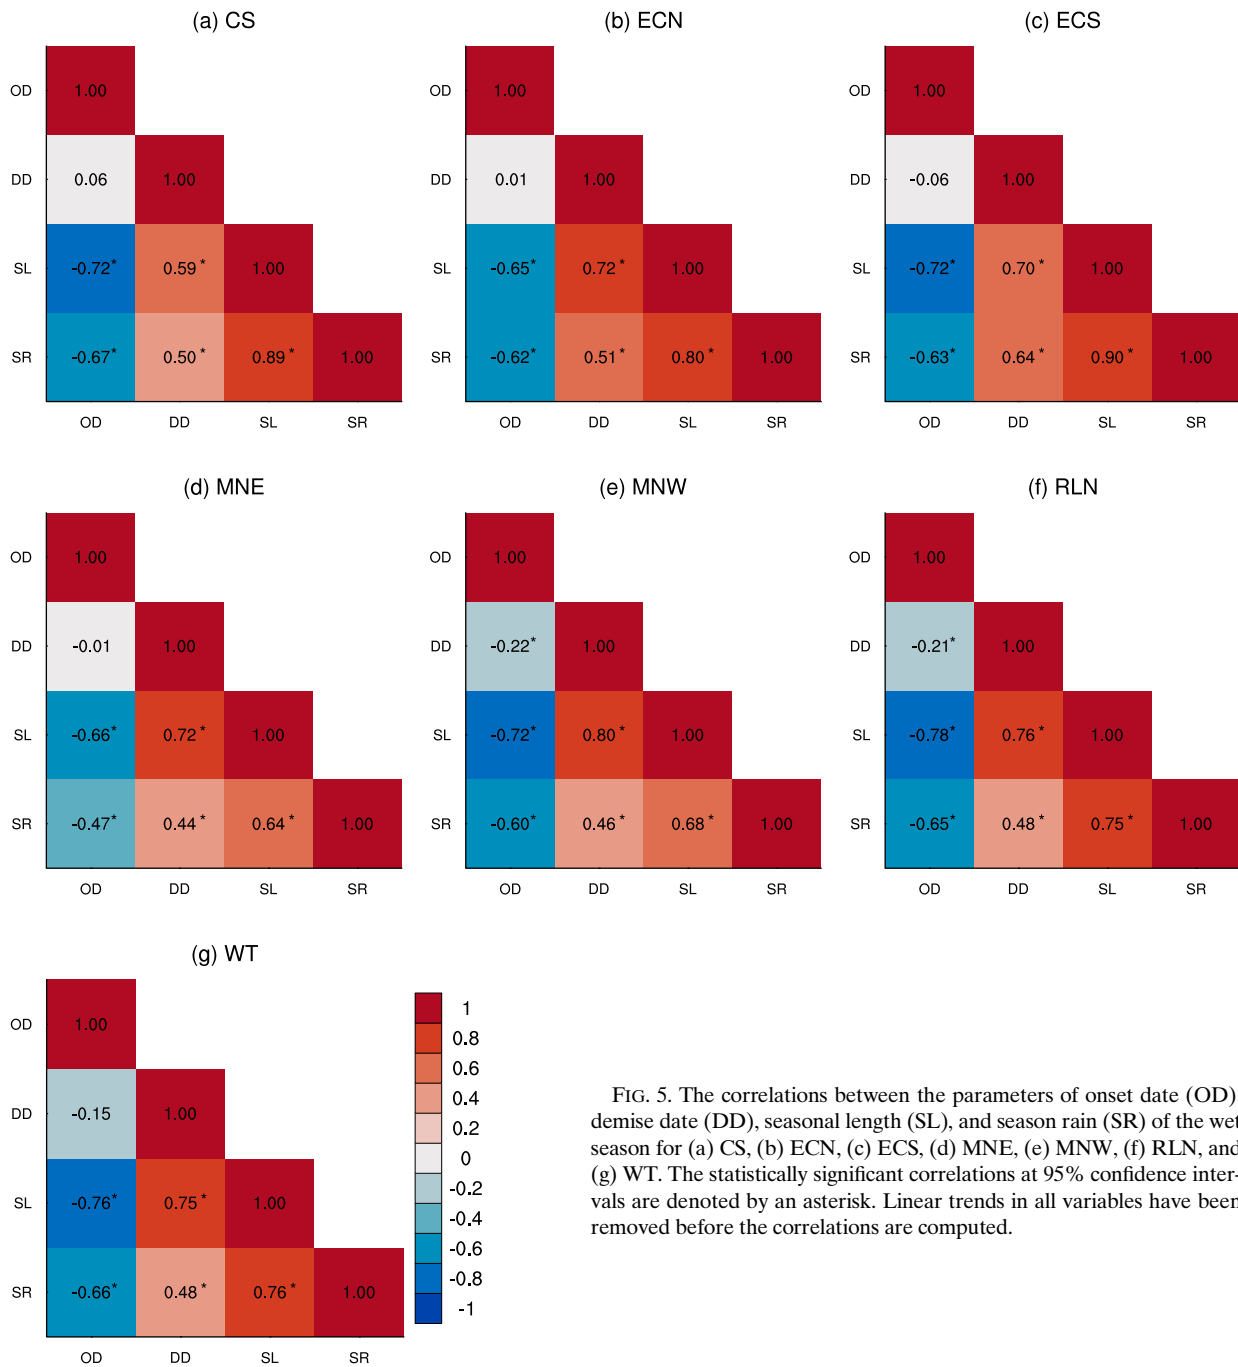 (a) CS
(b) ECN
(c) ECS
OD 1.00
OD 1.00
OD 1.00
DD 0.06 1.00
DD 0.01 1.00
DD -0.06 1.00
SL -0.72* 0.59* 1.00
SL -0.65* 0.72* 1.00
SL -0.72* 0.70* 1.00
SR -0.67* 0.50* 0.89* 1.00
SR -0.62* 0.51* 0.80* 1.00
SR -0.63* 0.64* 0.90* 1.00
OD DD SL SR
OD DD SL SR
OD DD SL SR
(d) MNE
(e) MNW
(f) RLN
OD 1.00
OD 1.00
OD 1.00
DD -0.01 1.00
DD -0.22* 1.00
DD -0.21* 1.00
SL -0.66* 0.72* 1.00
SL -0.72* 0.80* 1.00
SL -0.78* 0.76* 1.00
SR -0.47* 0.44* 0.64* 1.00
SR -0.60* 0.46* 0.68* 1.00
SR -0.65* 0.48* 0.75* 1.00
OD DD SL SR
OD DD SL SR
OD DD SL SR
(g) WT
OD 1.00
DD -0.15 1.00
SL -0.76* 0.75* 1.00
SR -0.66* 0.48* 0.76* 1.00
OD DD SL SR
1
0.8
0.6
0.4
0.2
0
-0.2
-0.4
-0.6
-0.8
-1
FIG. 5. The correlations between the parameters of onset date (OD)
demise date (DD), seasonal length (SL), and season rain (SR) of the wet
season for (a) CS, (b) ECN, (c) ECS, (d) MNE, (e) MNW, (f) RLN, and
(g) WT. The statistically significant correlations at 95% confidence inter-
vals are denoted by an asterisk. Linear trends in all variables have been
removed before the correlations are computed.